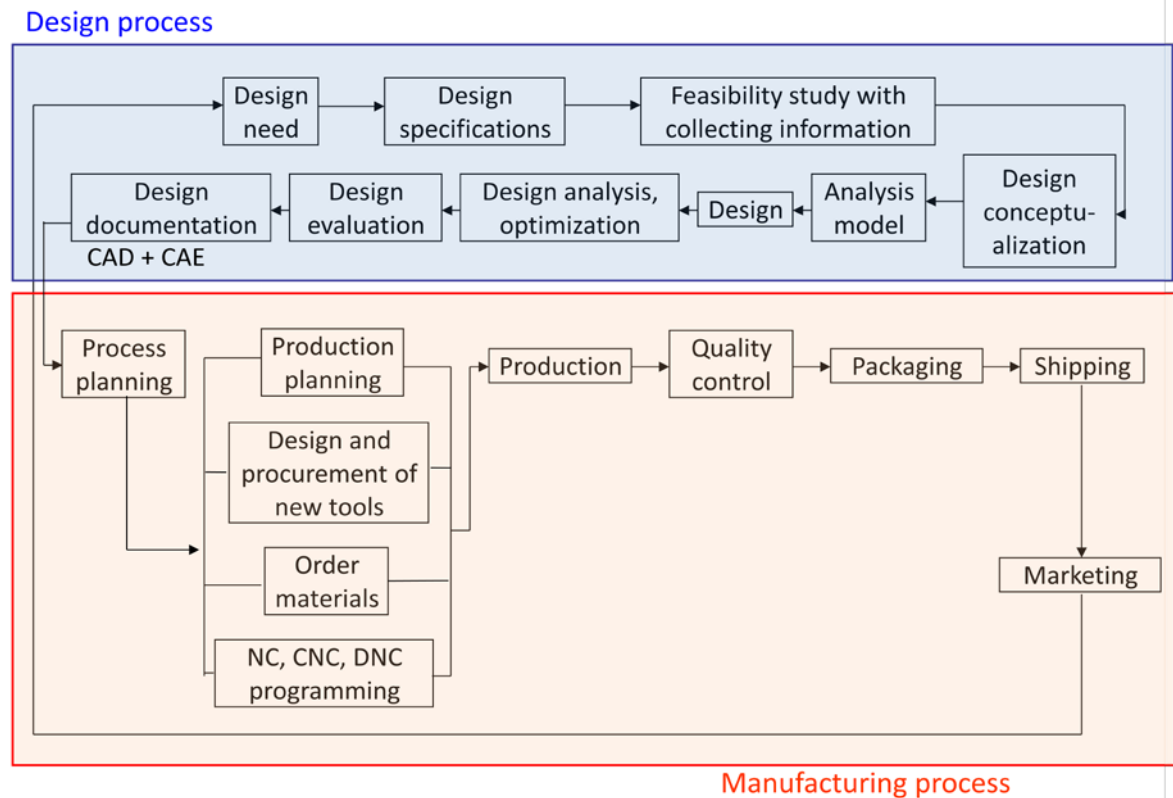 Design process
Design
need
Design
specifications
Feasibility study with
collecting information
Design
conceptu-
alization
Analysis
model
Design
Design analysis,
optimization
Design
evaluation
Design
documentation
CAD + CAE
Process
planning
Production
planning
Design and
procurement of
new tools
Order
materials
NC, CNC, DNC
programming
Production
Quality
control
Packaging
Shipping
Marketing
Manufacturing process